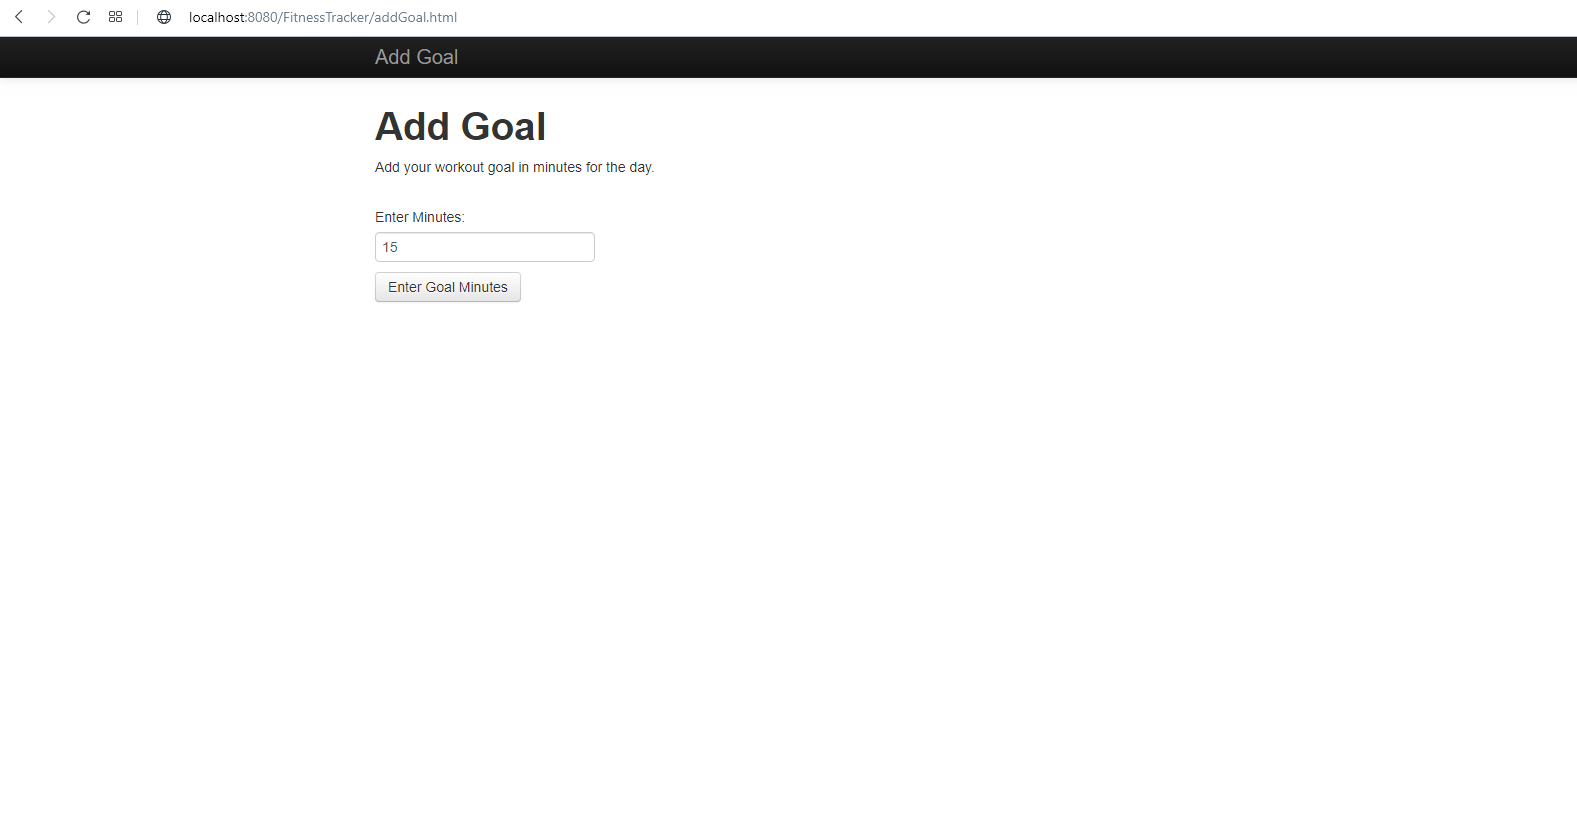 localhost:8080/FitnessTracker/addGoal.html
Add Goal
Add Goal
Add your workout goal in minutes for the day.
Enter Minutes:
15
Enter Goal Minutes